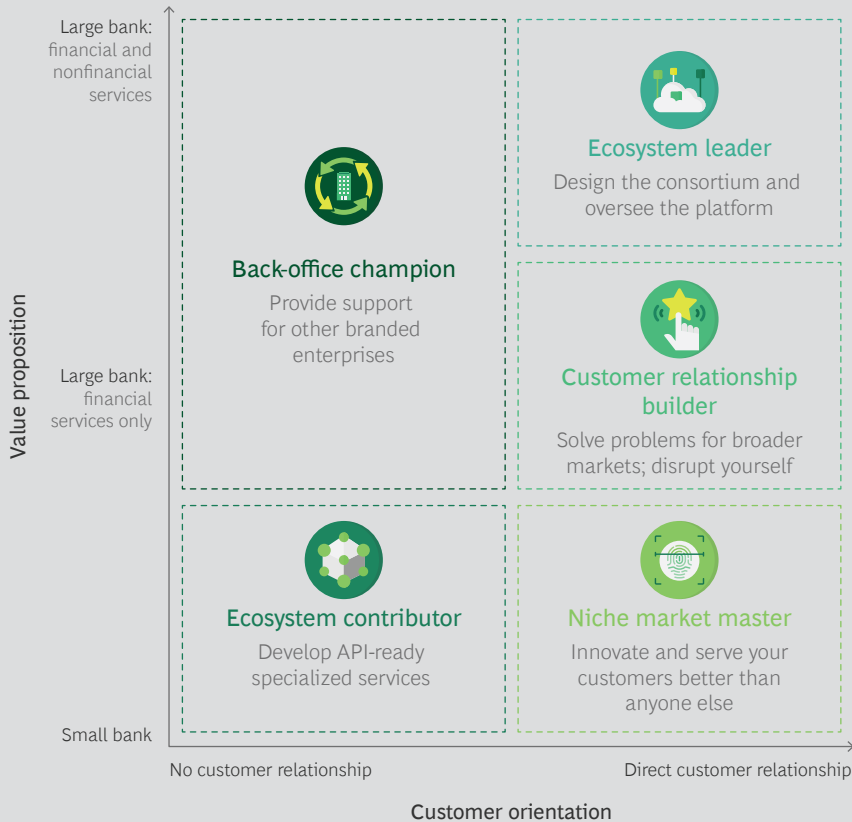 Large bank:
financial and
nonfinancial
services
Ecosystem leader
Design the consortium and
oversee the platform
Back-office champion
Provide support
for other branded
enterprises
Value proposition
Large bank:
financial
services only
Customer relationship
builder
Solve problems for broader
markets; disrupt yourself
Ecosystem contributor
Develop API-ready
specialized services
Niche market master
Innovate and serve your
customers better than
anyone else
Small bank
No customer relationship
Direct customer relationship
Customer orientation